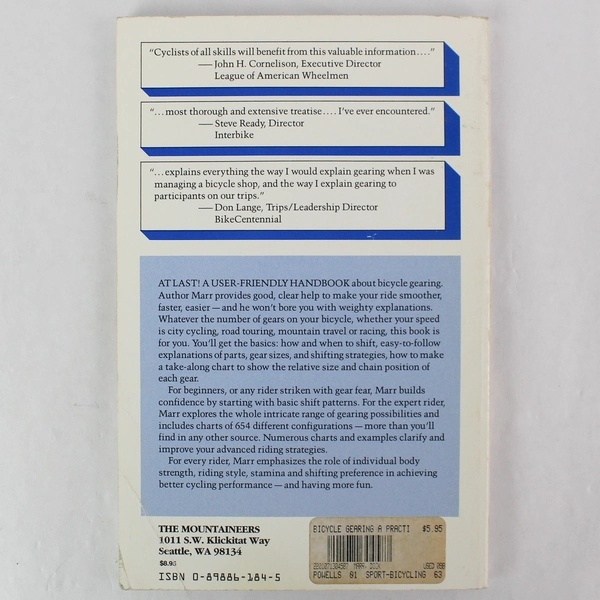 “Cyclists of all skills will benefit from this valuable information....”
— John H. Cornelison, Executive Director
League of American Wheelmen
“...most thorough and extensive treatise.... I've ever encountered.”
— Steve Ready, Director
Interbike
“...explains everything the way I would explain gearing when I was
managing a bicycle shop, and the way I explain gearing to
participants on our trips.”
— Don Lange, Trips/Leadership Director
BikeCentennial
AT LAST! A USER-FRIENDLY HANDBOOK about bicycle gearing.
Author Marr provides good, clear help to make your ride smoother,
faster, easier — and he won't bore you with weighty explanations.
Whatever the number of gears on your bicycle, whether your speed
is city cycling, road touring, mountain travel or racing, this book is
for you. You'll get the basics: how and when to shift, easy-to-follow
explanations of parts, gear sizes, and shifting strategies, how to make
a take-along chart to show the relative size and chain position of
each gear.
For beginners, or any rider striken with gear fear, Marr builds
confidence by starting with basic shift patterns. For the expert rider,
Marr explores the whole intricate range of gearing possibilities and
includes charts of 654 different configurations — more than you'll
find in any other source. Numerous charts and examples clarify and
improve your advanced riding strategies.
For every rider, Marr emphasizes the role of individual body
strength, riding style, stamina and shifting preference in achieving
better cycling performance — and having more fun.
THE MOUNTAINEERS
1011 S.W. Klickitat Way
Seattle, WA 98134
$8.95
ISBN 0-89886-184-5
BICYCLE GEARING A PRACTI $5.95
MARR, DICK USED
POWELLS 01 SPORT-BICYCLING 63